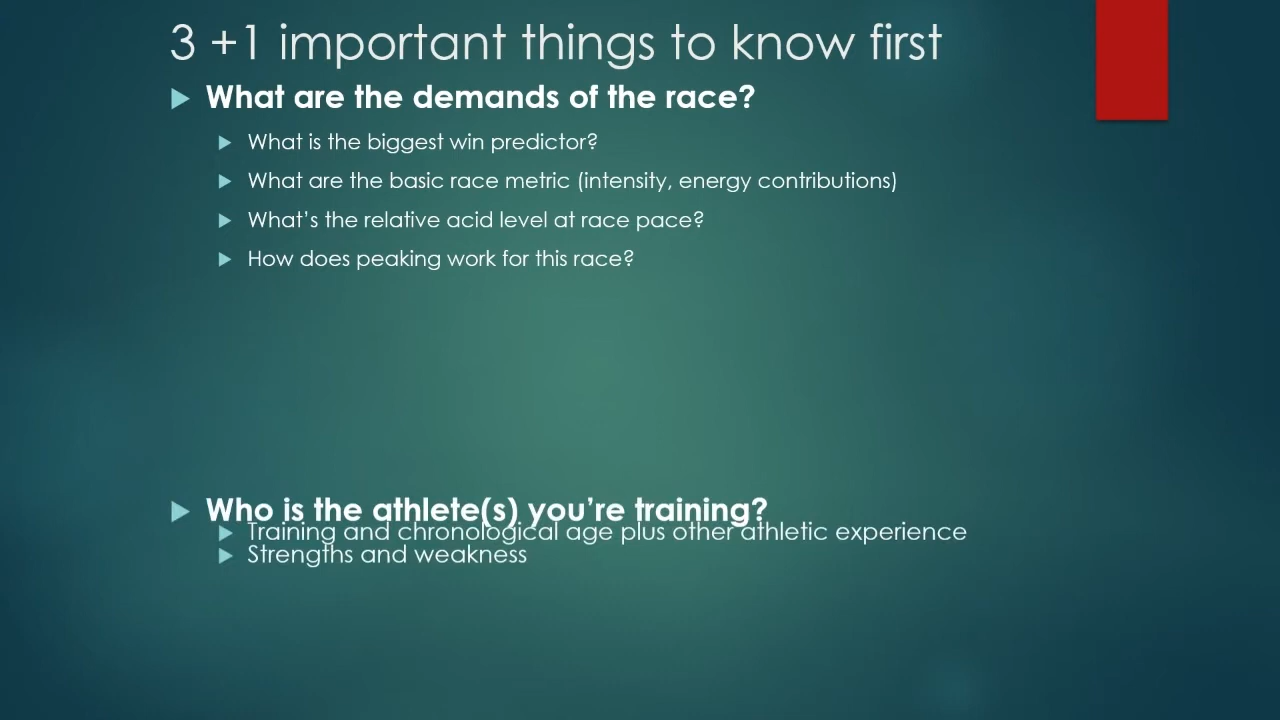 3 +1 important things to know first
What are the demands of the race?
What is the biggest win predictor?
What are the basic race metric (intensity, energy contributions)
What's the relative acid level at race pace?
How does peaking work for this race?
Who is the athlete(s) you're training?
Training and chronological age plus other athletic experience
Strengths and weakness